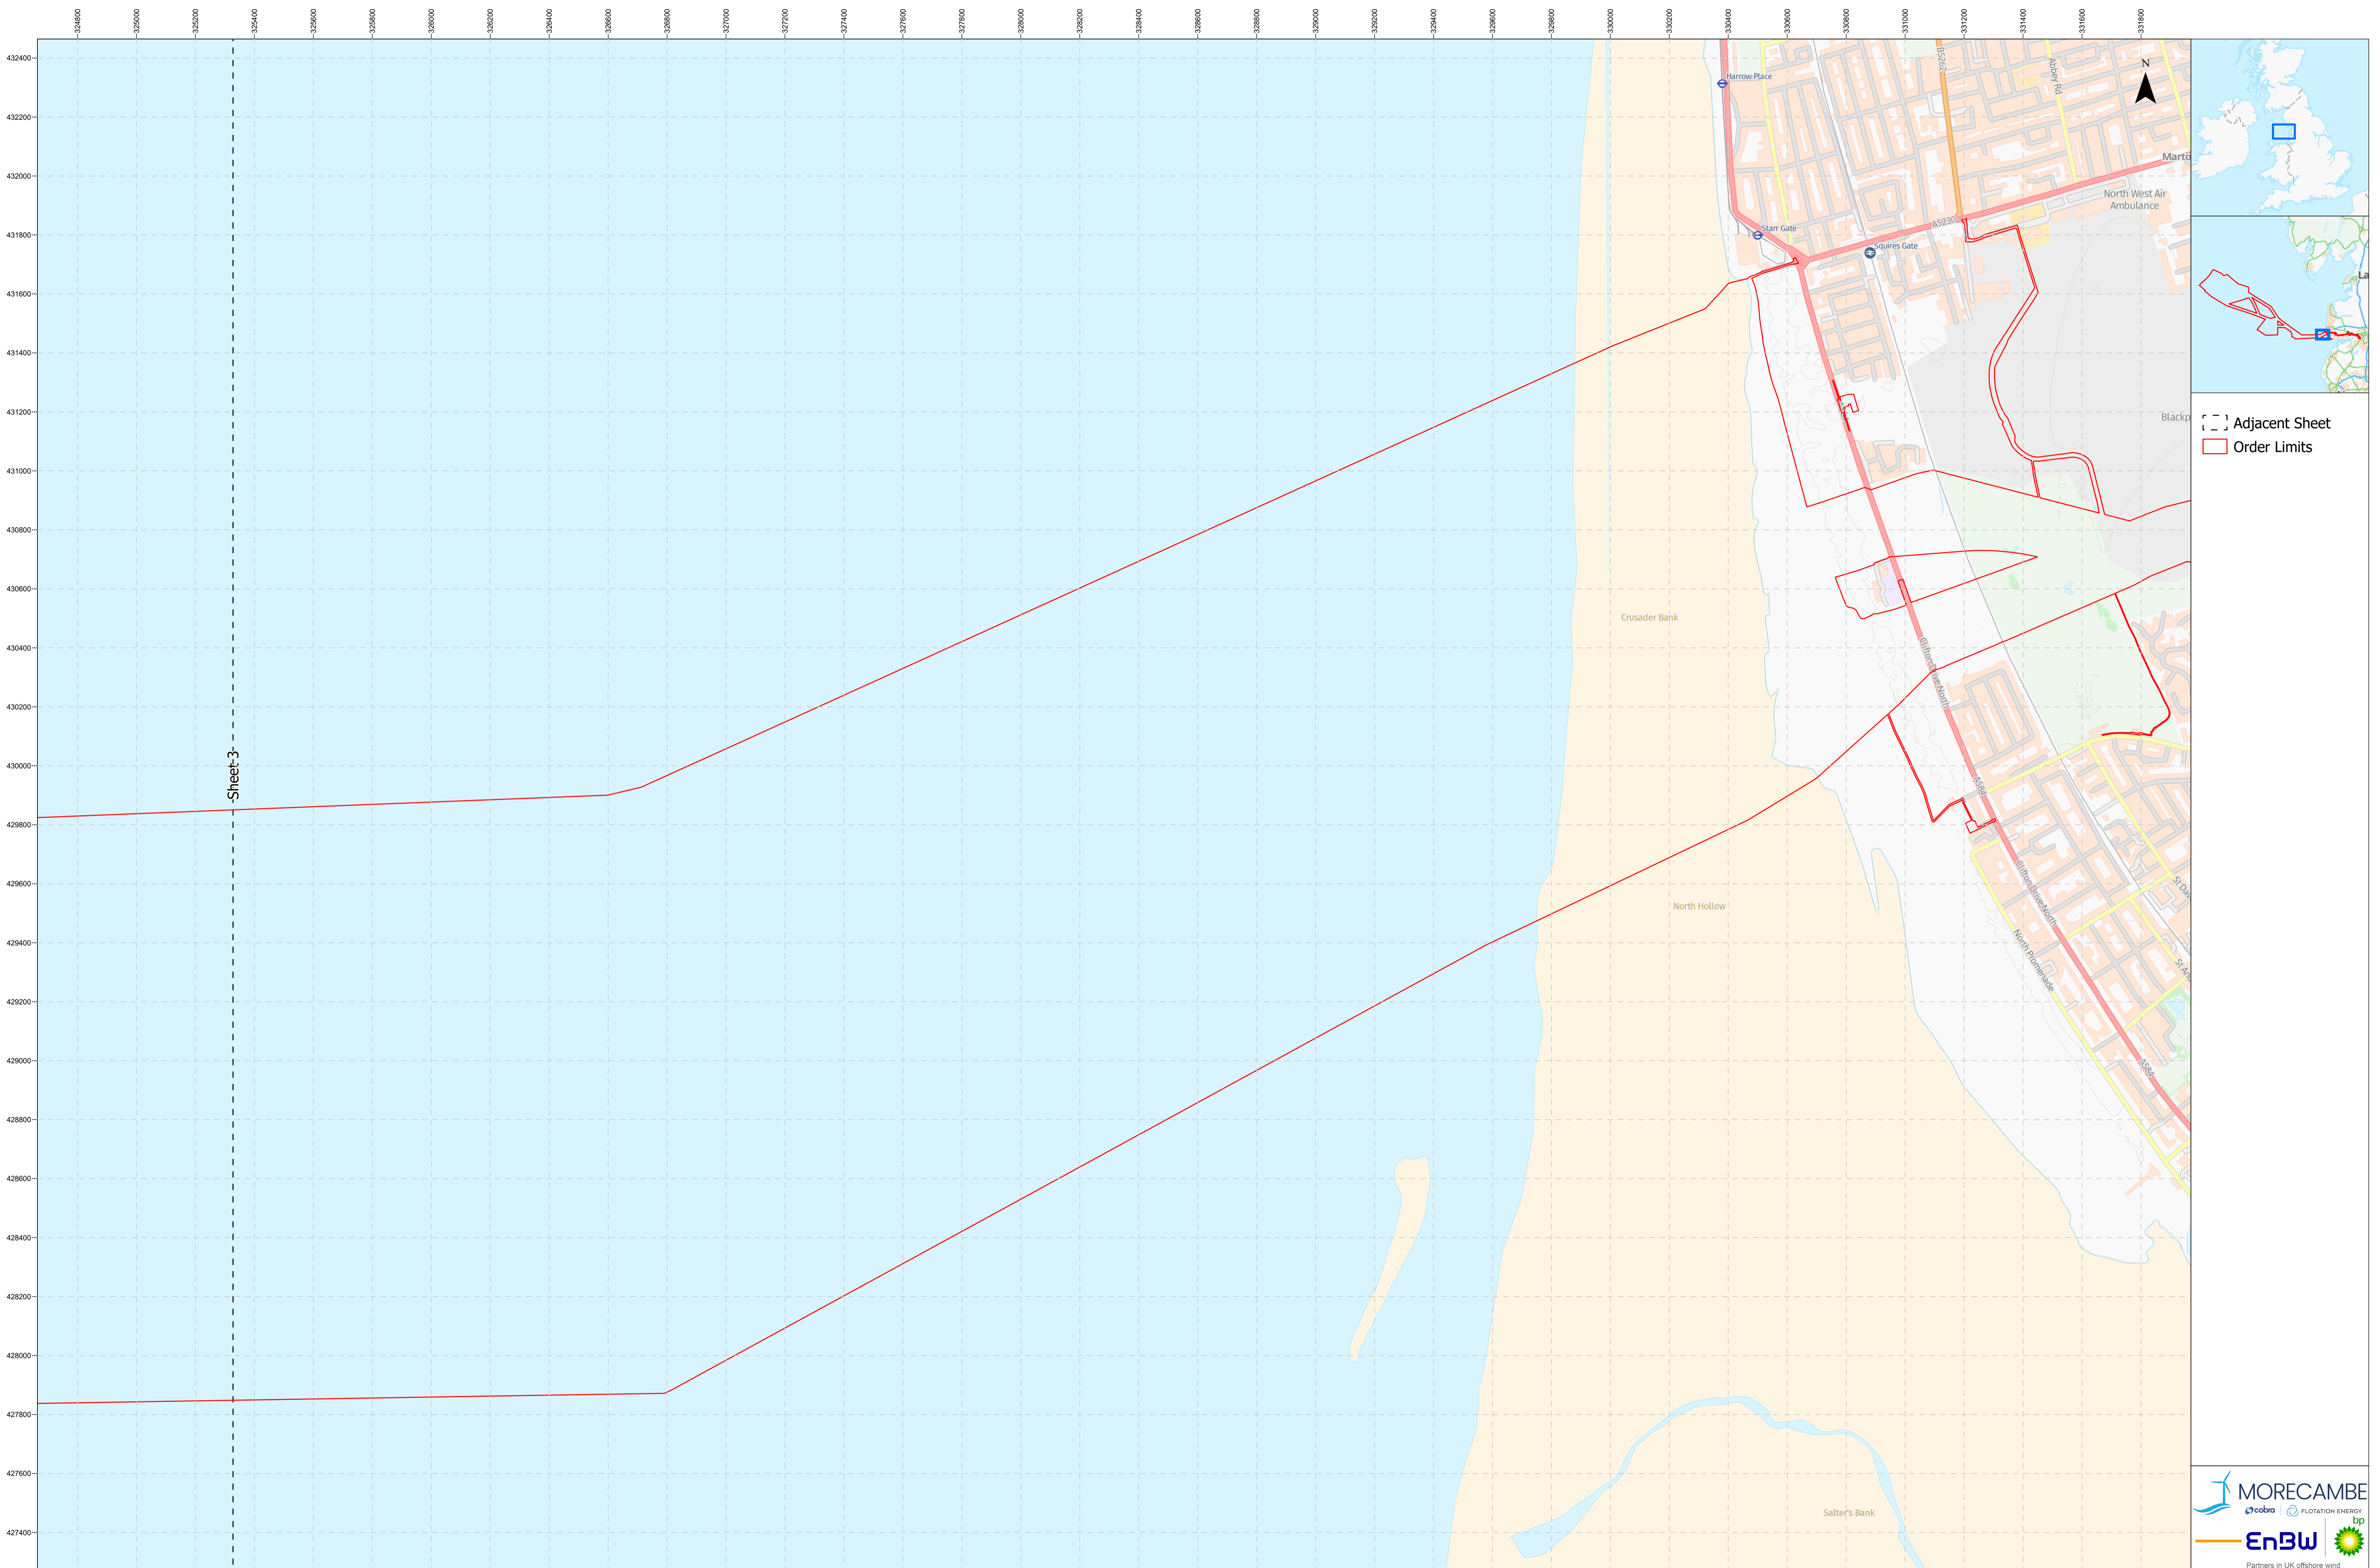 324800 325000 325200 325400 325600 325800 326000 326200 326400 326600 326800 327000 327200 327400 327600 327800 328000 328200 328400 328600 328800 329000 329200 329400 329600 329800 330000 330200 330400 330600 330800 331000 331200 331400 331600 331800
432400
432200
432000
431800
431600
431400
431200
431000
430800
430600
430400
430200
430000
429800
429600
429400
429200
429000
428800
428600
428400
428200
428000
427800
427600
427400
Sheet 3
Harrow Place
B5262
Abbey Rd
N
Marto
North West Air
Ambulance
A5230
Starr Gate
Squires Gate
Blackp
Crusader Bank
Clifton Drive North
A584
North Hollow
Clifton Drive North
North Promenade
St Dav
St An
A584
Salter's Bank
La
Adjacent Sheet
Order Limits
MORECAMBE
cobra
FLOTATION ENERGY
EnBW
bp
Partners in UK offshore wind